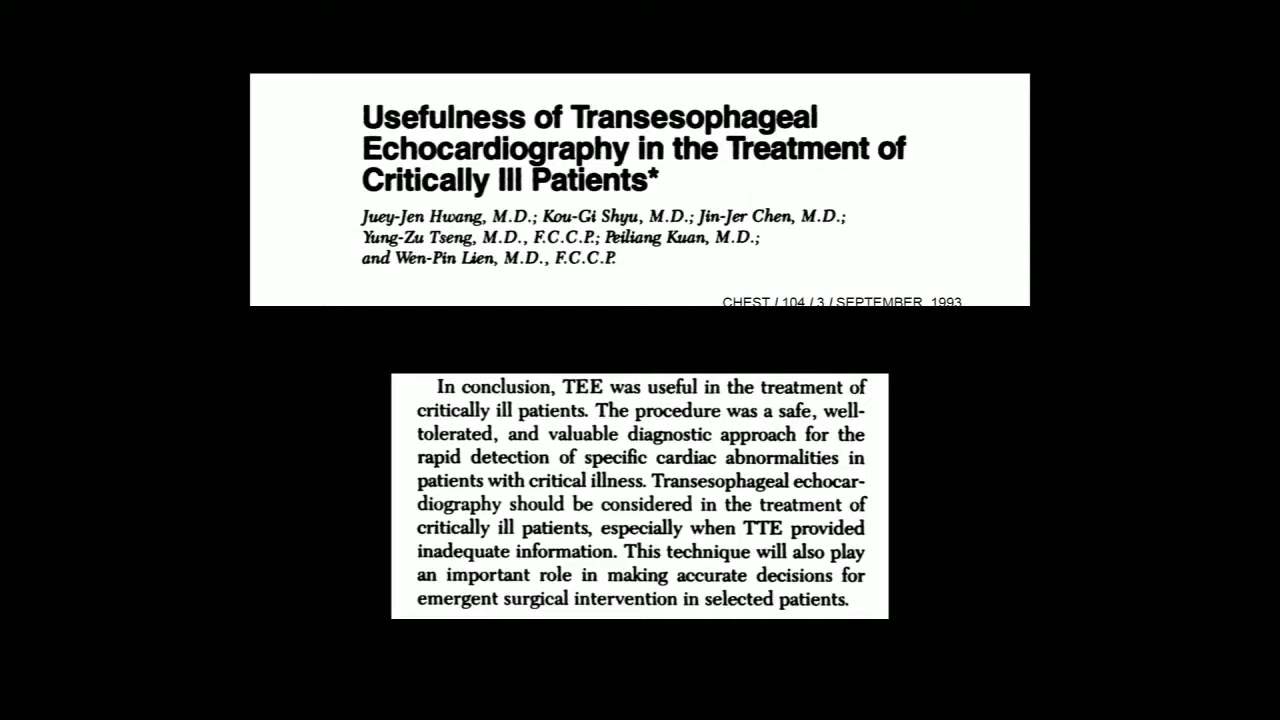 Usefulness of Transesophageal
Echocardiography in the Treatment of
Critically Ill Patients*
Juey-Jen Hwang, M.D.; Kou-Gi Shyu, M.D.; Jin-Jer Chen, M.D.;
Yung-Zu Tseng, M.D., F.C.C.P.; Peiliang Kuan, M.D.;
and Wen-Pin Lien, M.D., F.C.C.P.
CHEST / 104 / 3 / SEPTEMBER, 1993
In conclusion, TEE was useful in the treatment of
critically ill patients. The procedure was a safe, well-
tolerated, and valuable diagnostic approach for the
rapid detection of specific cardiac abnormalities in
patients with critical illness. Transesophageal echocar-
diography should be considered in the treatment of
critically ill patients, especially when TTE provided
inadequate information. This technique will also play
an important role in making accurate decisions for
emergent surgical intervention in selected patients.